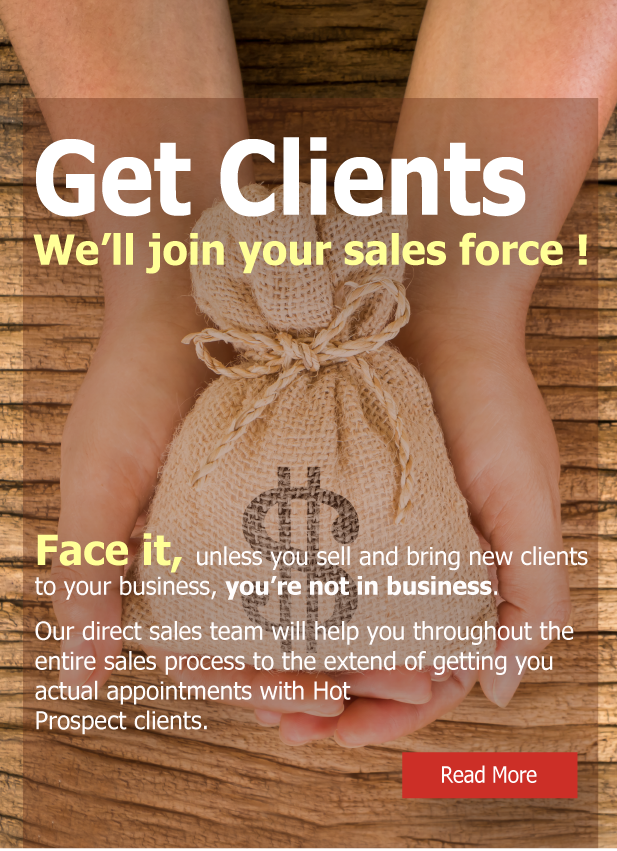 Get Clients
We’ll join your sales force !
$
Face it, unless you sell and bring new clients
to your business, you’re not in business.
Our direct sales team will help you throughout the
entire sales process to the extend of getting you
actual appointments with Hot
Prospect clients.
Read More